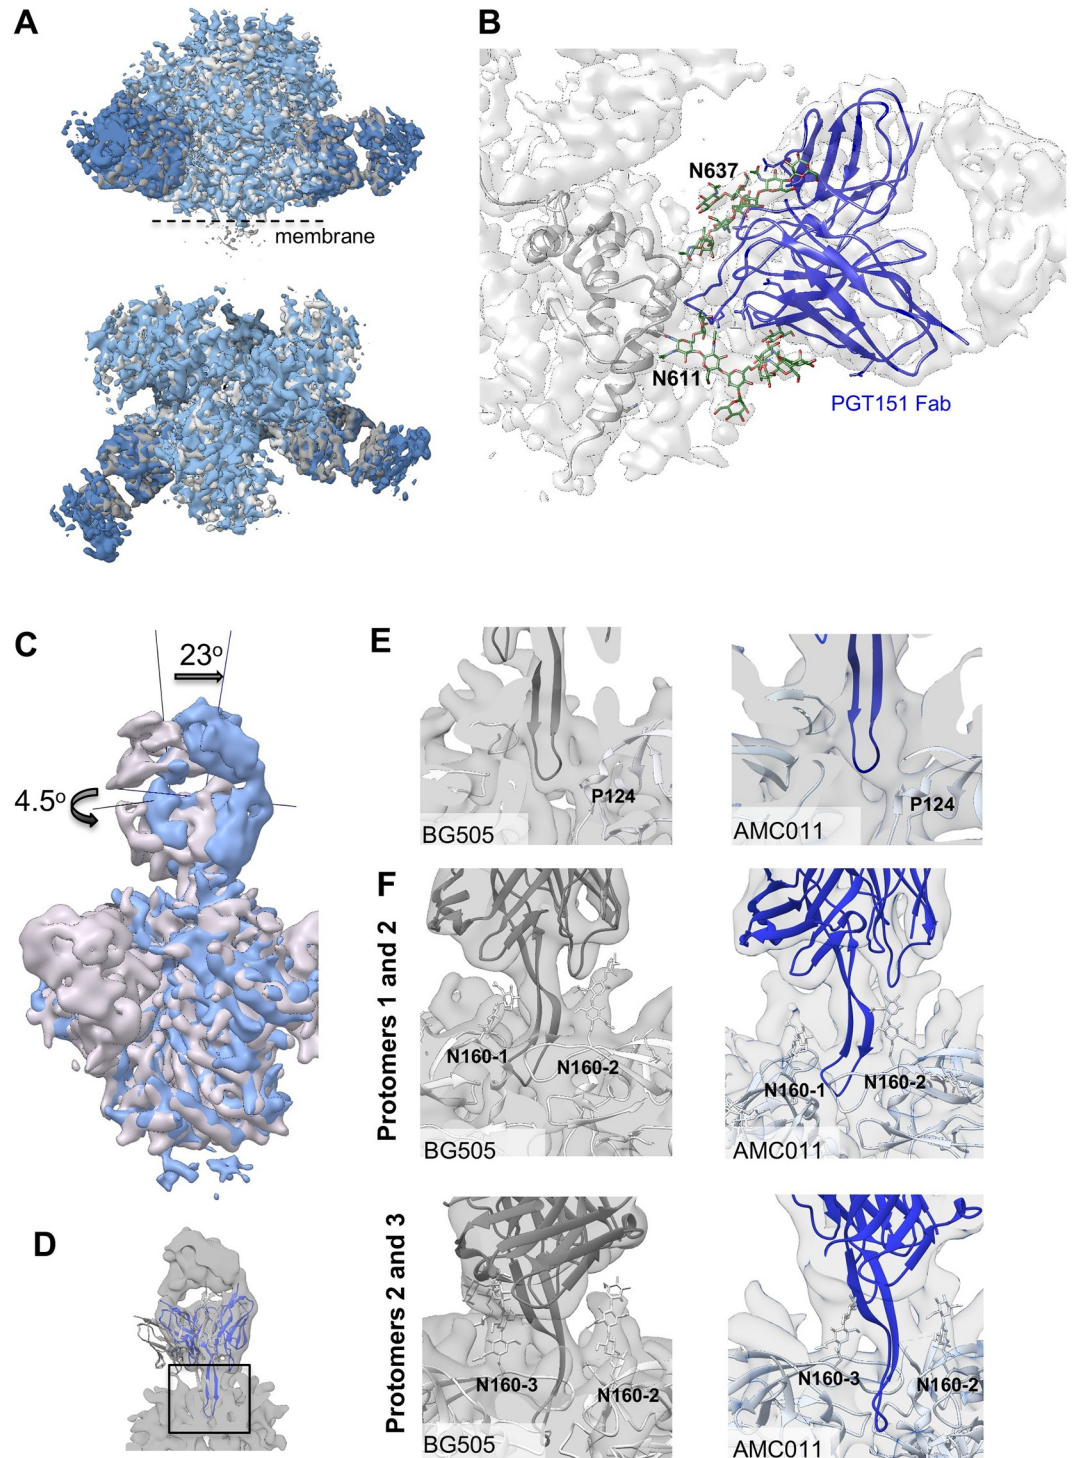 A
membrane
B
N637
N611
PGT151 Fab
C
23°
4.5°
D
E
P124
BG505
P124
AMC011
F
Protomers 1 and 2
N160-1
N160-2
BG505
N160-1
N160-2
AMC011
Protomers 2 and 3
N160-3
N160-2
BG505
N160-3
N160-2
AMC011